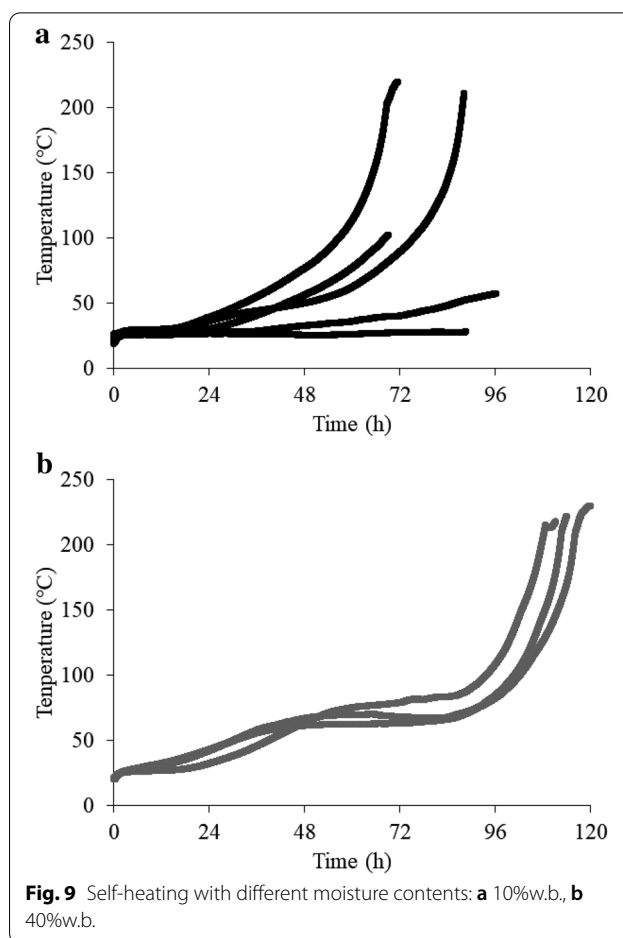 a
250
200
150
100
50
0
Temperature (°C)
0 24 48 72 96 120
Time (h)
b
250
200
150
100
50
0
Tenperature (°C)
0 24 48 72 96 120
Time (h)
Fig. 9 Self-heating with different moisture contents: a 10%w.b., b
40%w.b.